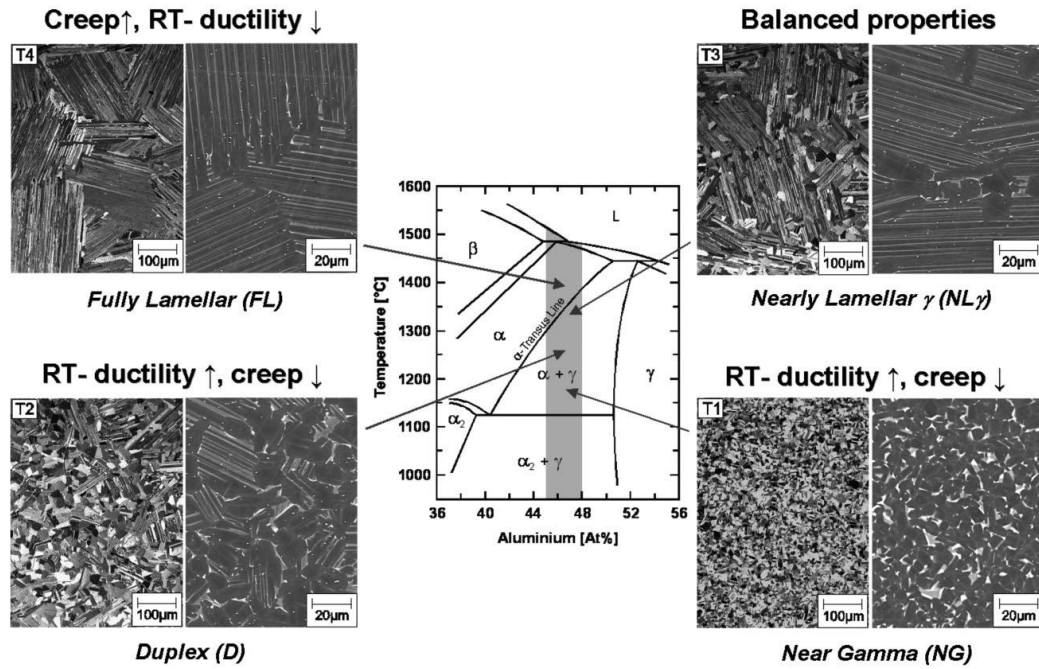 Creep↑, RT- ductility ↓
T4
100µm
20µm
Fully Lamellar (FL)
Balanced properties
T3
100µm
20µm
Nearly Lamellar γ (NLγ)
1600
1500
1400
1300
1200
1100
1000
Temperature [°C]
L
β
α
α- Transus Line
α + γ
γ
α₂
α₂ + γ
36 40 44 48 52 56
Aluminium [At%]
RT- ductility ↑, creep ↓
T2
100µm
20µm
Duplex (D)
RT- ductility ↑, creep ↓
T1
100µm
20µm
Near Gamma (NG)